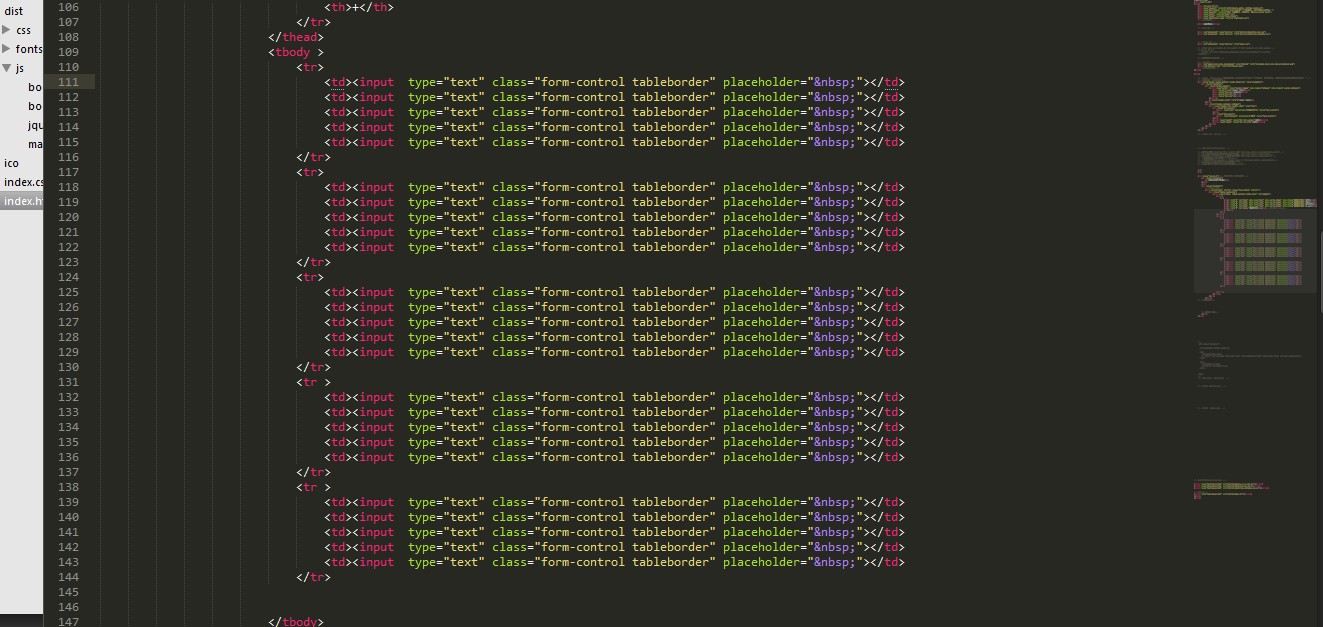 dist
css
fonts
js
bo
bo
jqu
ma
ico
index.cs
index.h
106 <th>+</th>
107 </tr>
108 </thead>
109 <tbody >
110 <tr>
111 <td><input  type="text" class="form-control tableborder" placeholder="&nbsp;"></td>
112 <td><input  type="text" class="form-control tableborder" placeholder="&nbsp;"></td>
113 <td><input  type="text" class="form-control tableborder" placeholder="&nbsp;"></td>
114 <td><input  type="text" class="form-control tableborder" placeholder="&nbsp;"></td>
115 <td><input  type="text" class="form-control tableborder" placeholder="&nbsp;"></td>
116 </tr>
117 <tr>
118 <td><input  type="text" class="form-control tableborder" placeholder="&nbsp;"></td>
119 <td><input  type="text" class="form-control tableborder" placeholder="&nbsp;"></td>
120 <td><input  type="text" class="form-control tableborder" placeholder="&nbsp;"></td>
121 <td><input  type="text" class="form-control tableborder" placeholder="&nbsp;"></td>
122 <td><input  type="text" class="form-control tableborder" placeholder="&nbsp;"></td>
123 </tr>
124 <tr>
125 <td><input  type="text" class="form-control tableborder" placeholder="&nbsp;"></td>
126 <td><input  type="text" class="form-control tableborder" placeholder="&nbsp;"></td>
127 <td><input  type="text" class="form-control tableborder" placeholder="&nbsp;"></td>
128 <td><input  type="text" class="form-control tableborder" placeholder="&nbsp;"></td>
129 <td><input  type="text" class="form-control tableborder" placeholder="&nbsp;"></td>
130 </tr>
131 <tr >
132 <td><input  type="text" class="form-control tableborder" placeholder="&nbsp;"></td>
133 <td><input  type="text" class="form-control tableborder" placeholder="&nbsp;"></td>
134 <td><input  type="text" class="form-control tableborder" placeholder="&nbsp;"></td>
135 <td><input  type="text" class="form-control tableborder" placeholder="&nbsp;"></td>
136 <td><input  type="text" class="form-control tableborder" placeholder="&nbsp;"></td>
137 </tr>
138 <tr >
139 <td><input  type="text" class="form-control tableborder" placeholder="&nbsp;"></td>
140 <td><input  type="text" class="form-control tableborder" placeholder="&nbsp;"></td>
141 <td><input  type="text" class="form-control tableborder" placeholder="&nbsp;"></td>
142 <td><input  type="text" class="form-control tableborder" placeholder="&nbsp;"></td>
143 <td><input  type="text" class="form-control tableborder" placeholder="&nbsp;"></td>
144 </tr>
145
146
147 </tbody>